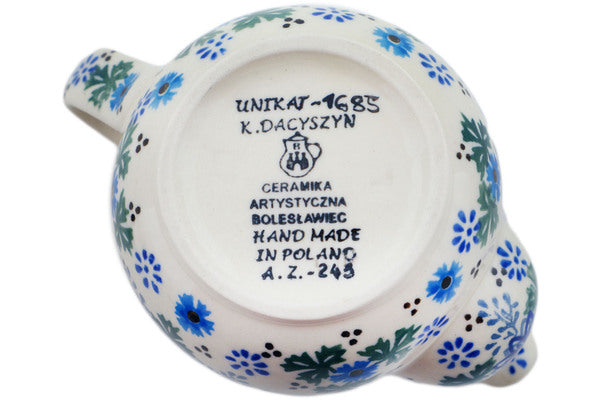 UNIKAT-1685
K. DACYSZYN
B
CERAMIKA
ARTYSTYCZNA
BOLESŁAWIEC
HAND MADE
IN POLAND
A.Z.-243